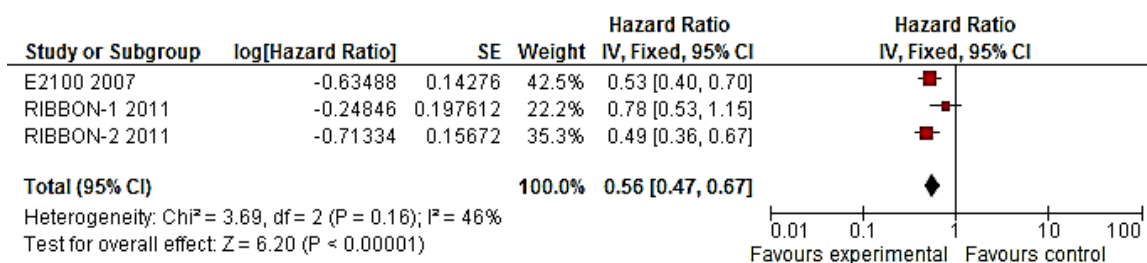 Hazard Ratio Hazard Ratio
Study or Subgroup log[Hazard Ratio] SE Weight IV, Fixed, 95% CI IV, Fixed, 95% CI
E2100 2007 -0.63488 0.14276 42.5% 0.53 [0.40, 0.70]
RIBBON-1 2011 -0.24846 0.197612 22.2% 0.78 [0.53, 1.15]
RIBBON-2 2011 -0.71334 0.15672 35.3% 0.49 [0.36, 0.67]
Total (95% CI) 100.0% 0.56 [0.47, 0.67]
Heterogeneity: Chi² = 3.69, df = 2 (P = 0.16); I² = 46%
Test for overall effect: Z = 6.20 (P < 0.00001)
0.01 0.1 1 10 100
Favours experimental Favours control